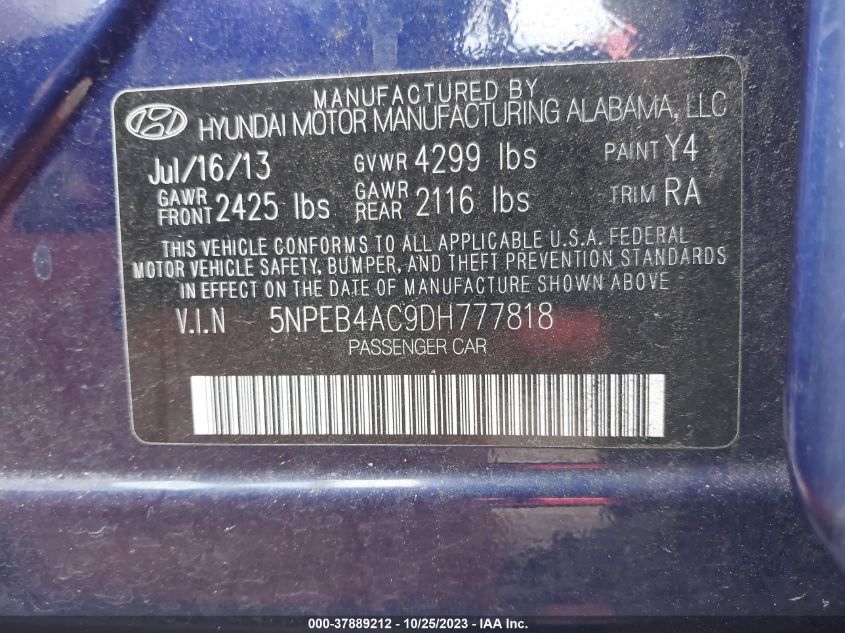 MANUFACTURED BY
HYUNDAI MOTOR MANUFACTURING ALABAMA, LLC
Jul/16/13 GVWR 4299 lbs PAINT Y4
GAWR FRONT 2425 lbs GAWR REAR 2116 lbs TRIM RA
THIS VEHICLE CONFORMS TO ALL APPLICABLE U.S.A. FEDERAL
MOTOR VEHICLE SAFETY, BUMPER, AND THEFT PREVENTION STANDARDS
IN EFFECT ON THE DATE OF MANUFACTURE SHOWN ABOVE
V.I.N 5NPEB4AC9DH777818
PASSENGER CAR
000-37889212 - 10/25/2023 - Copyright © IAA